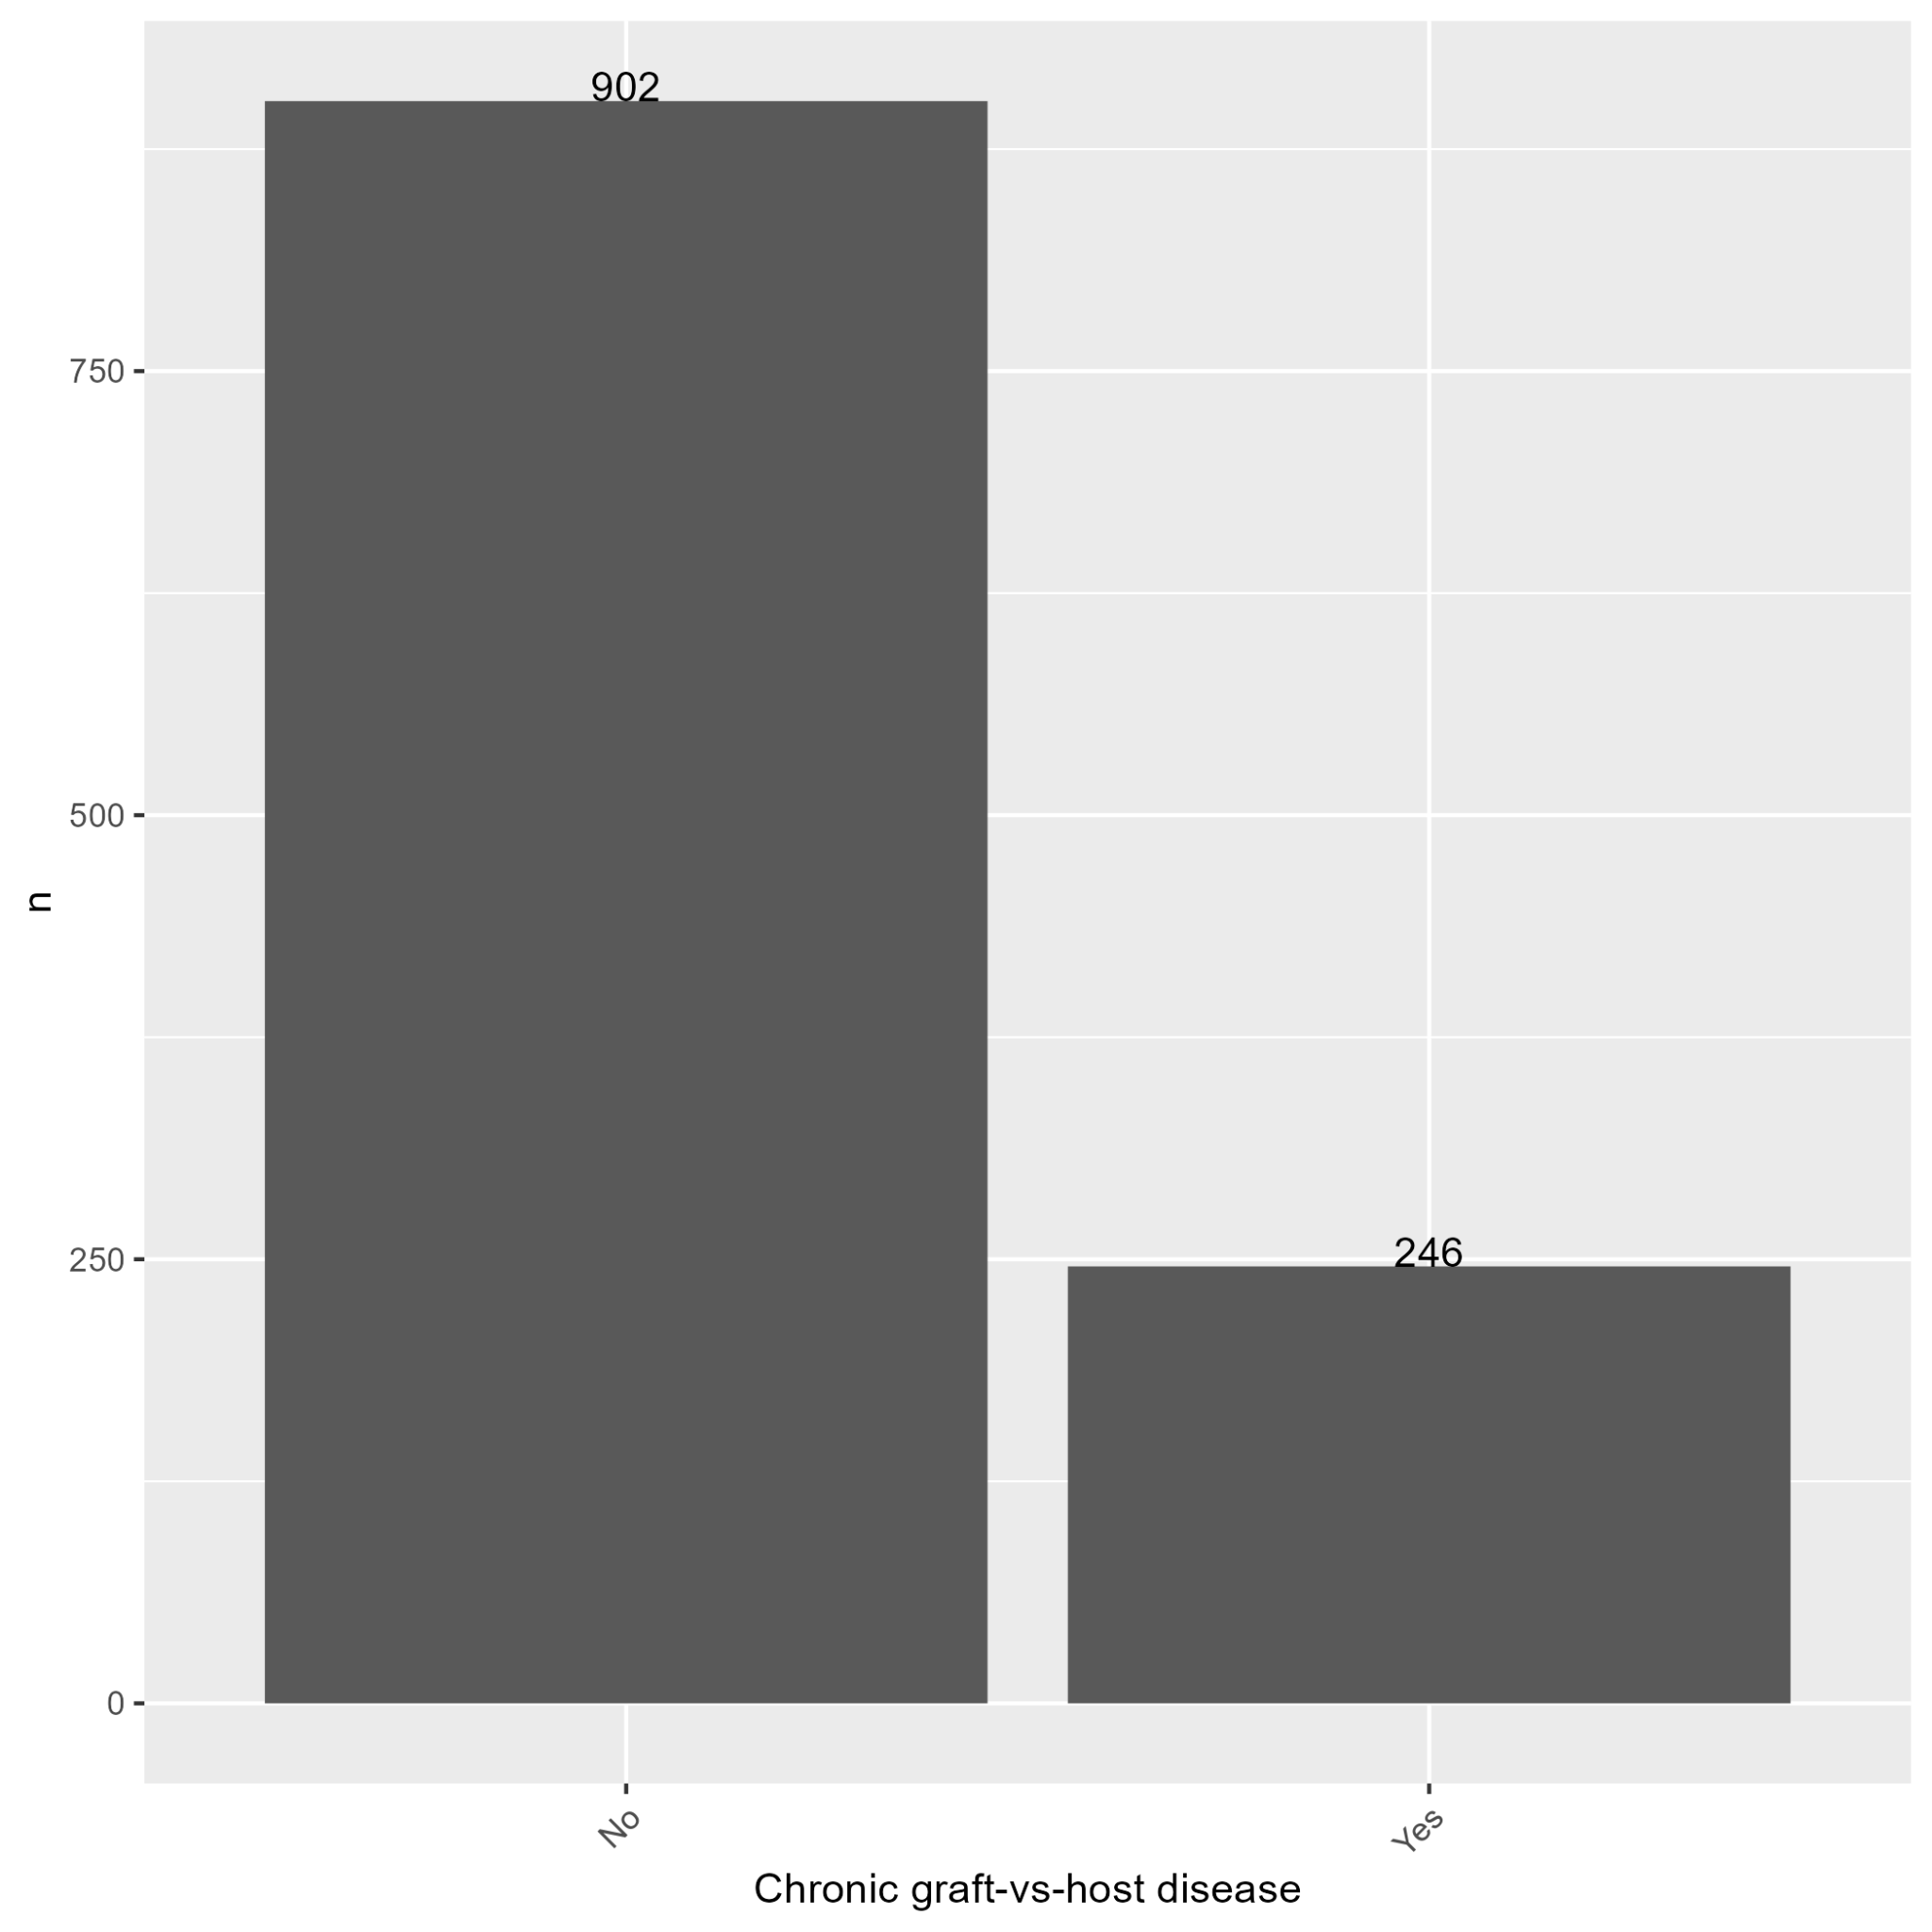 902
750
500
n
250
246
0
No
Yes
Chronic graft-vs-host disease